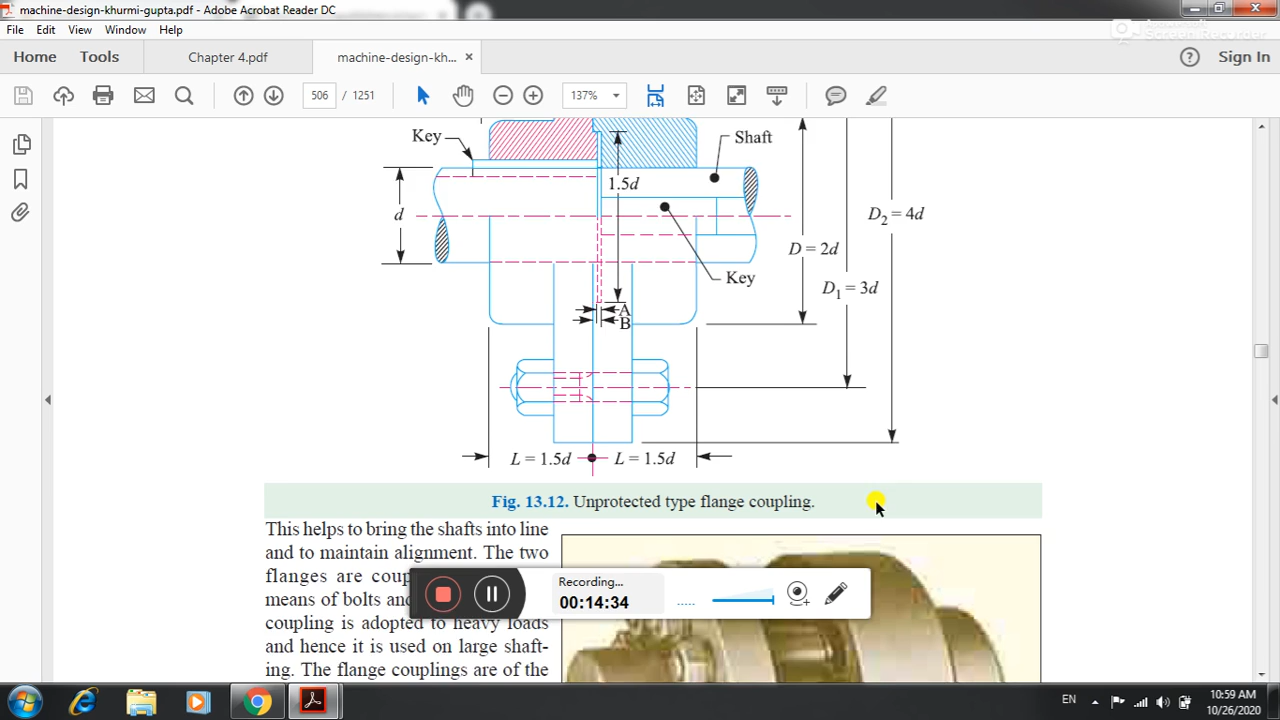 machine-design-khurmi-gupta.pdf - Adobe Acrobat Reader DC
File Edit View Window Help
Screen Recorder
Home Tools Chapter 4.pdf machine-design-kh... × Sign In
506 / 1251 137%
Key
Shaft
1.5d
d
D₂ = 4d
D = 2d
Key
D₁ = 3d
A
B
L = 1.5d L = 1.5d
Fig. 13.12. Unprotected type flange coupling.
This helps to bring the shafts into line
and to maintain alignment. The two
flanges are coup
means of bolts and
coupling is adopted to heavy loads
and hence it is used on large shaft-
ing. The flange couplings are of the
Recording...
00:14:34
EN
10:59 AM
10/26/2020